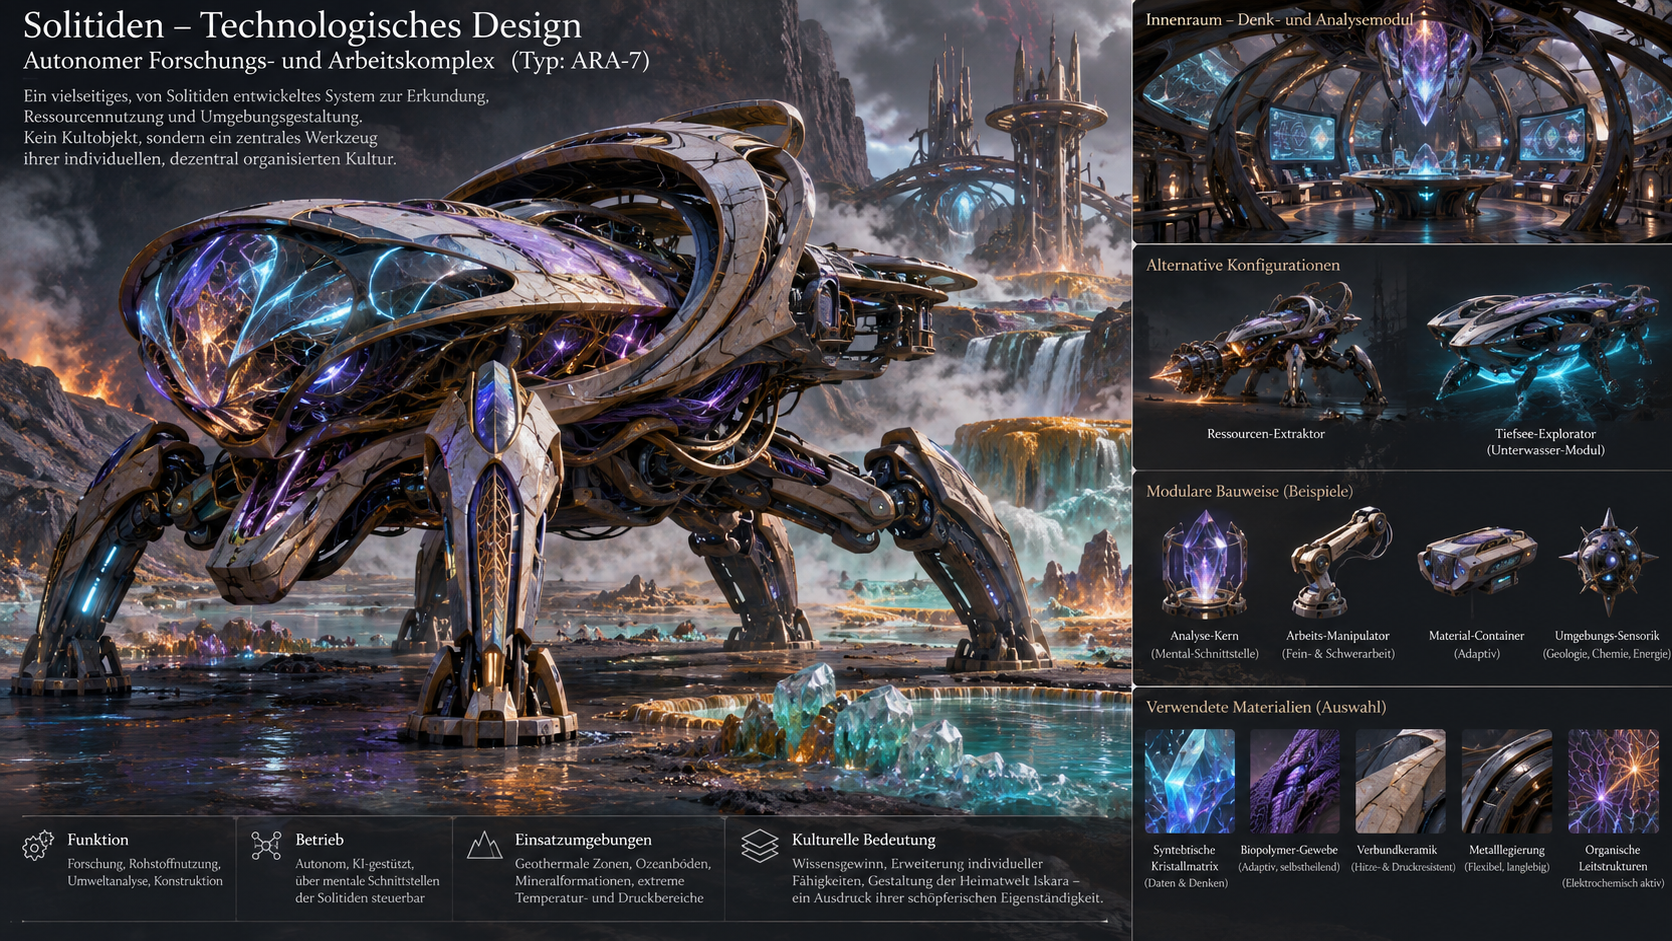 Solitiden – Technologisches Design
Autonomer Forschungs- und Arbeitskomplex (Typ: ARA-7)
Ein vielseitiges, von Solitiden entwickeltes System zur Erkundung,
Ressourcennutzung und Umgebungsgestaltung.
Kein Kultobjekt, sondern ein zentrales Werkzeug
ihrer individuellen, dezentral organisierten Kultur.
Innenraum – Denk- und Analysemodul
Alternative Konfigurationen
Ressourcen-Extraktor
Tiefsee-Explorator
(Unterwasser-Modul)
Modulare Bauweise (Beispiele)
Analyse-Kern
(Mental-Schnittstelle)
Arbeits-Manipulator
(Fein- & Schwerarbeit)
Material-Container
(Adaptiv)
Umgebungs-Sensorik
(Geologie, Chemie, Energie)
Verwendete Materialien (Auswahl)
Syntebtische
Kristallmatrix
(Daten & Denken)
Biopolymer-Gewebe
(Adaptiv, selbstheilend)
Verbundkeramik
(Hitze- & Druckresistent)
Metalllegierung
(Flexibel, langlebig)
Organische
Leitstrukturen
(Elektrochemisch aktiv)
Funktion
Forschung, Rohstoffnutzung,
Umweltanalyse, Konstruktion
Betrieb
Autonom, KI-gestützt,
über mentale Schnittstellen
der Solitiden steuerbar
Einsatzumgebungen
Geothermale Zonen, Ozeanböden,
Mineralformationen, extreme
Temperatur- und Druckbereiche
Kulturelle Bedeutung
Wissensgewinn, Erweiterung individueller
Fähigkeiten, Gestaltung der Heimatwelt Iskara –
ein Ausdruck ihrer schöpferischen Eigenständigkeit.